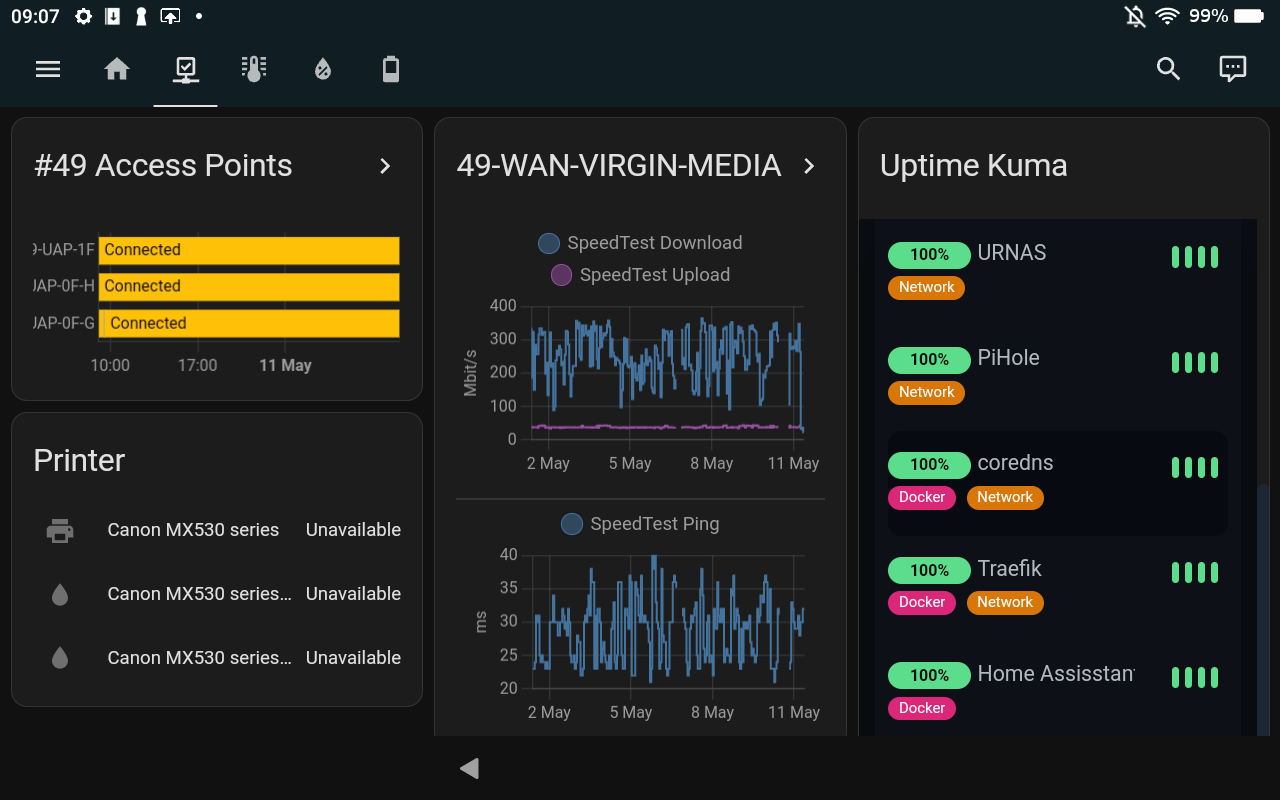 09:07
99%
#49 Access Points
9-UAP-1F
Connected
UAP-0F-H
Connected
UAP-0F-G
Connected
10:00 17:00 11 May
Printer
Canon MX530 series Unavailable
Canon MX530 series... Unavailable
Canon MX530 series... Unavailable
49-WAN-VIRGIN-MEDIA
SpeedTest Download
SpeedTest Upload
Mbit/s
400
300
200
100
0
2 May 5 May 8 May 11 May
SpeedTest Ping
ms
40
35
30
25
20
2 May 5 May 8 May 11 May
Uptime Kuma
100% URNAS
Network
100% PiHole
Network
100% coredns
Docker Network
100% Traefik
Docker Network
100% Home Assisstan
Docker